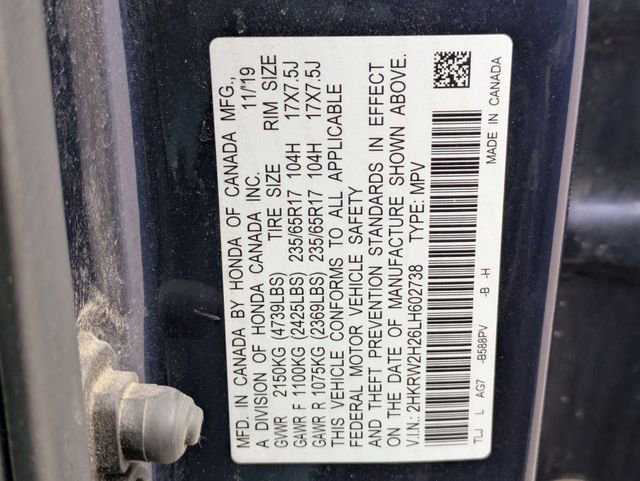 MFD. IN CANADA BY HONDA OF CANADA MFG.,
A DIVISION OF HONDA CANADA INC. 11/19
GVWR 2150KG (4739LBS) TIRE SIZE RIM SIZE
GAWR F 1100KG (2425LBS) 235/65R17 104H 17X7.5J
GAWR R 1075KG (2369LBS) 235/65R17 104H 17X7.5J
THIS VEHICLE CONFORMS TO ALL APPLICABLE
FEDERAL MOTOR VEHICLE SAFETY
AND THEFT PREVENTION STANDARDS IN EFFECT
ON THE DATE OF MANUFACTURE SHOWN ABOVE.
V.I.N.: 2HKRW2H26LH602738 TYPE: MPV
TLJ L AG7 -B588PV -B -H MADE IN CANADA